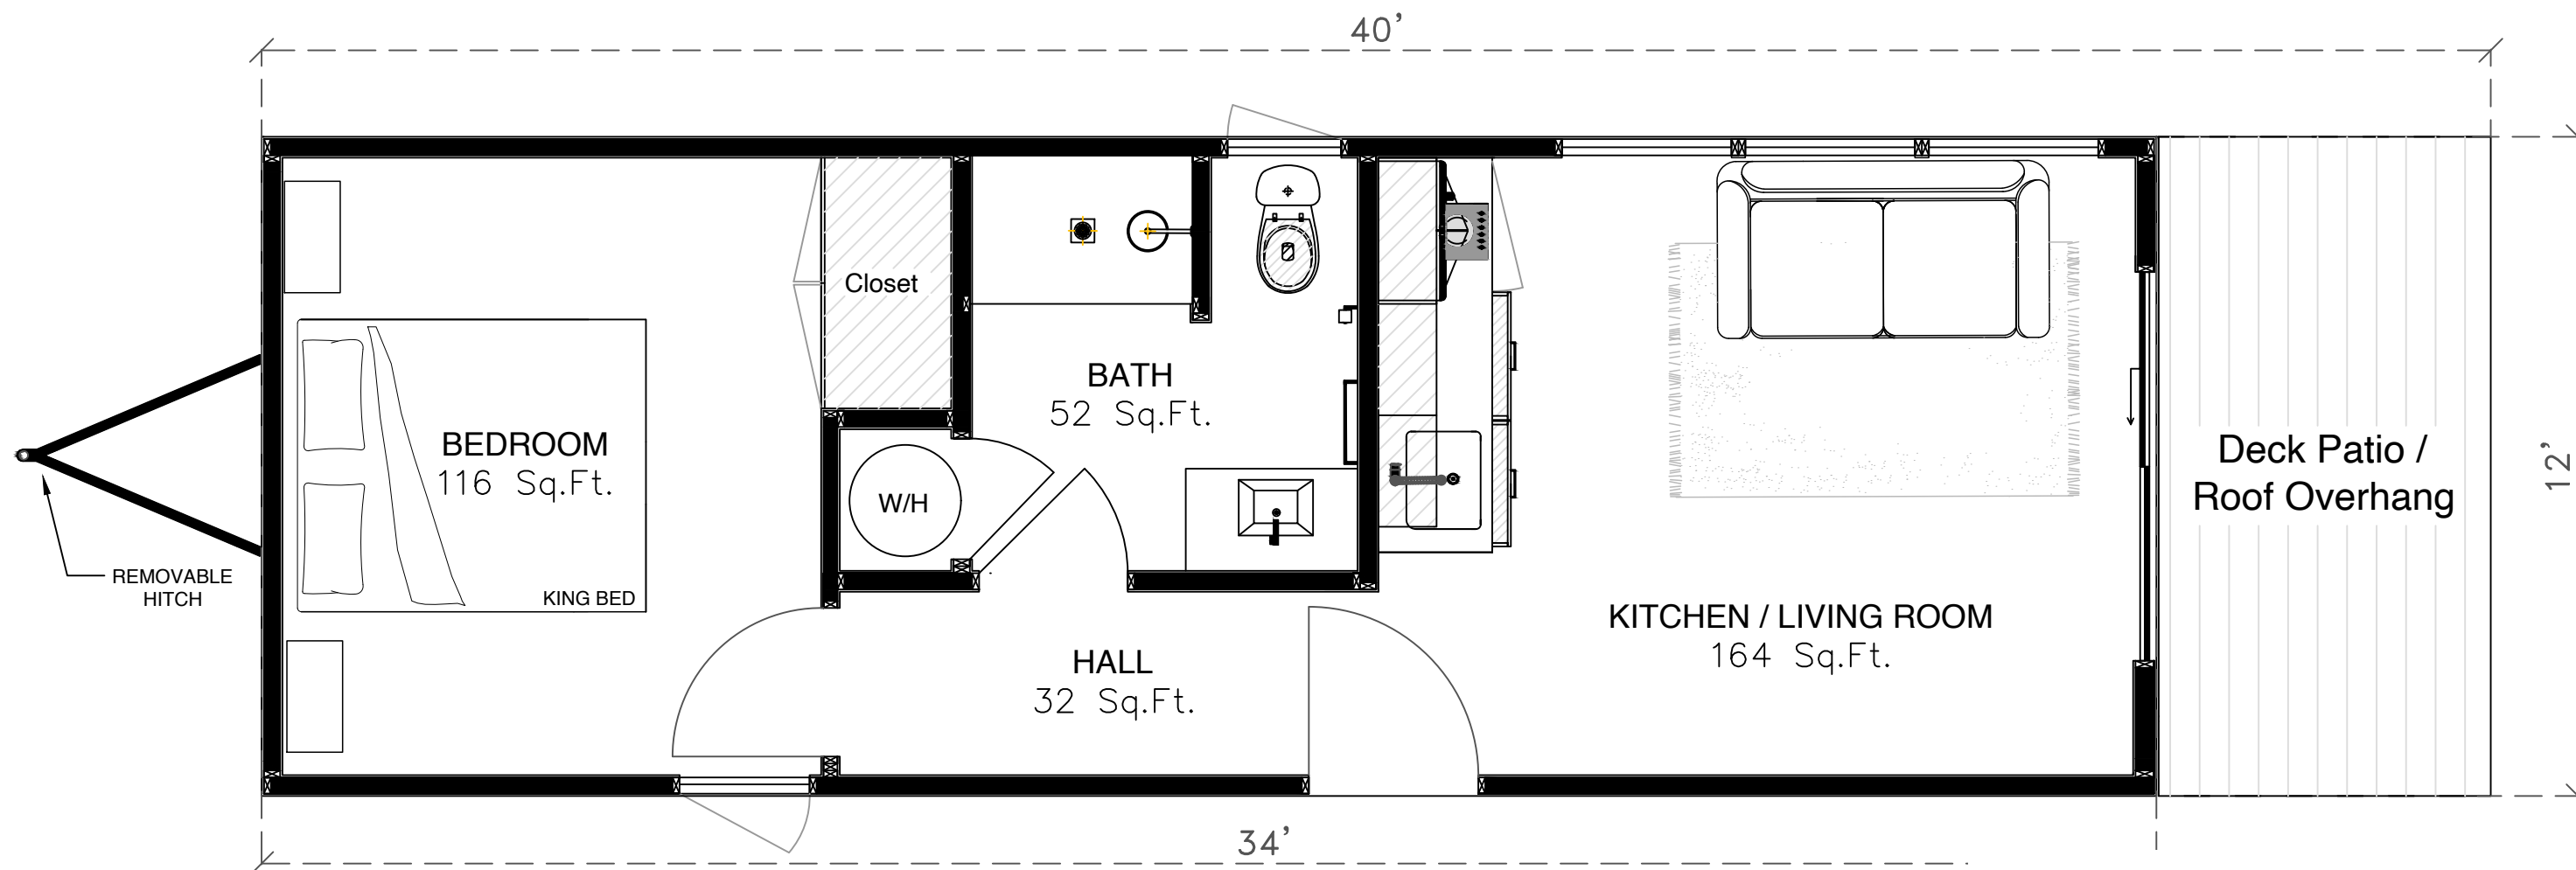 40’
Closet
BATH
52 Sq.Ft.
BEDROOM
116 Sq.Ft.
W/H
KING BED
REMOVABLE
HITCH
HALL
32 Sq.Ft.
KITCHEN / LIVING ROOM
164 Sq.Ft.
Deck Patio /
Roof Overhang
12’
34’